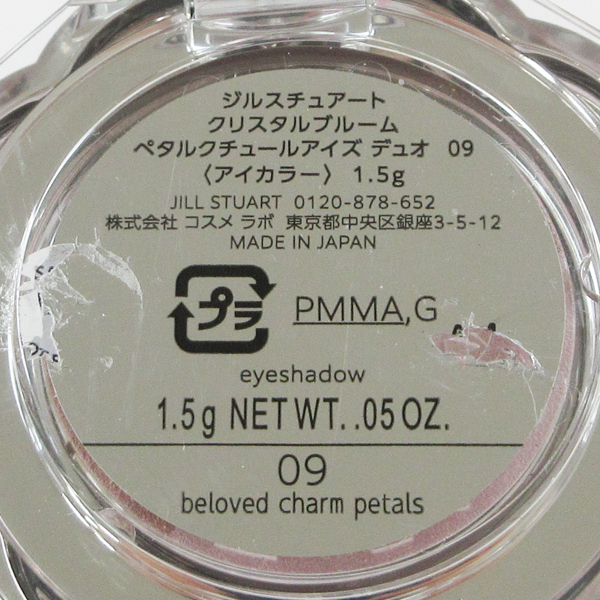 ジルスチュアート
クリスタルブルーム
ペタルクチュールアイズ デュオ 09
〈アイカラー〉 1.5g
JILL STUART 0120-878-652
株式会社 コスメ ラボ 東京都中央区銀座3-5-12
MADE IN JAPAN
プラ PMMA,G
eyeshadow
1.5g NET WT. .05 OZ.
09
beloved charm petals